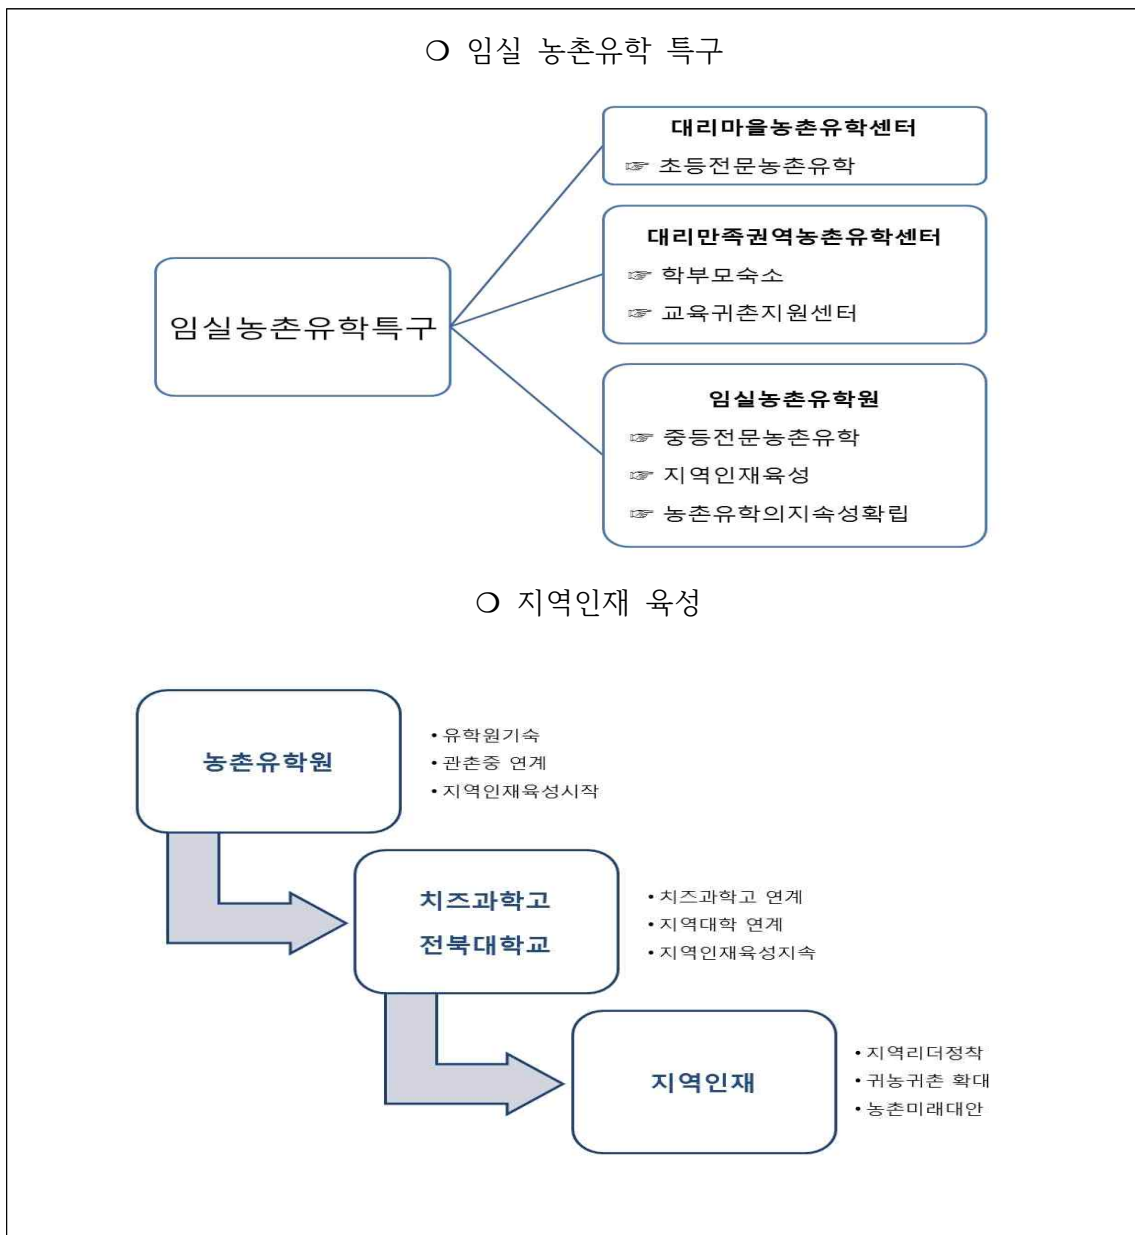 ❍ 임실 농촌유학 특구
임실농촌유학특구
대리마을농촌유학센터
☞ 초등전문농촌유학
대리만족권역농촌유학센터
☞ 학부모숙소
☞ 교육귀촌지원센터
임실농촌유학원
☞ 중등전문농촌유학
☞ 지역인재육성
☞ 농촌유학의지속성확립
❍ 지역인재 육성
농촌유학원
• 유학원기숙
• 관촌중 연계
• 지역인재육성시작
치즈과학고
전북대학교
• 치즈과학고 연계
• 지역대학 연계
• 지역인재육성지속
지역인재
• 지역리더정착
• 귀농귀촌 확대
• 농촌미래대안